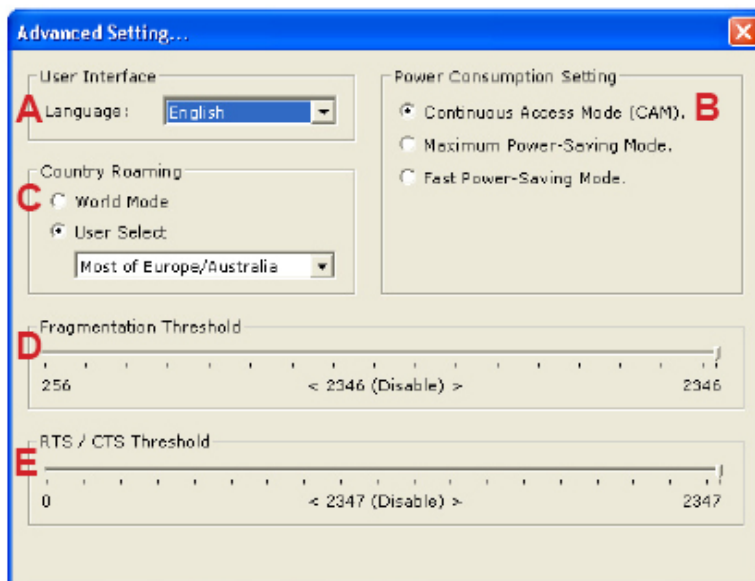 Advanced Setting...
User Interface
A Language: English
Power Consumption Setting
Continuous Access Mode (CAM). B
Maximum Power-Saving Mode.
Fast Power-Saving Mode.
Country Roaming
C World Mode
User Select
Most of Europe/Australia
Fragmentation Threshold
D
256 < 2346 (Disable) > 2346
RTS / CTS Threshold
E
0 < 2347 (Disable) > 2347